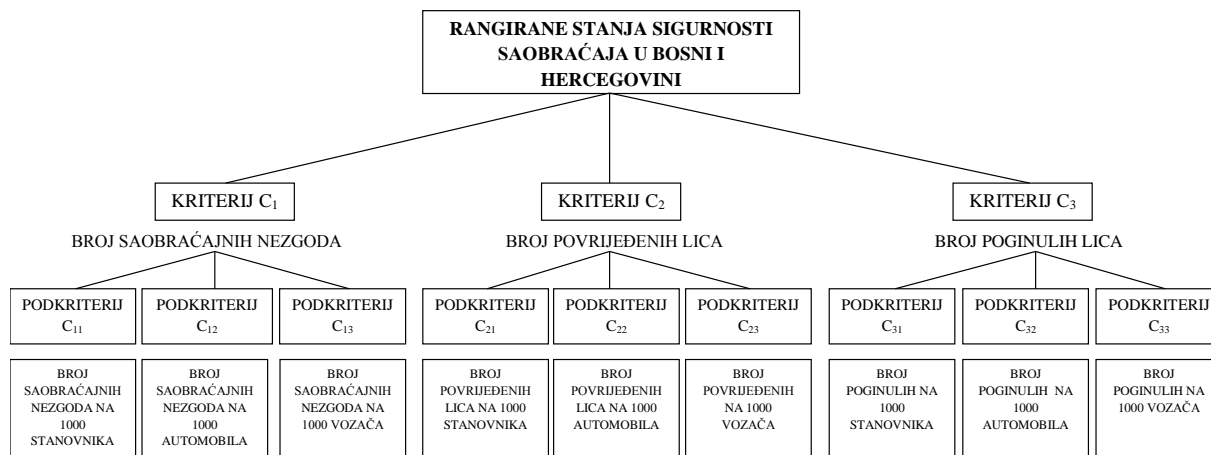 RANGIRANE STANJA SIGURNOSTI
SAOBRAĆAJA U BOSNI I
HERCEGOVINI
KRITERIJ C₁
KRITERIJ C₂
KRITERIJ C₃
BROJ SAOBRAĆAJNIH NEZGODA
BROJ POVRIJEĐENIH LICA
BROJ POGINULIH LICA
PODKRITERIJ
C₁₁
PODKRITERIJ
C₁₂
PODKRITERIJ
C₁₃
PODKRITERIJ
C₂₁
PODKRITERIJ
C₂₂
PODKRITERIJ
C₂₃
PODKRITERIJ
C₃₁
PODKRITERIJ
C₃₂
PODKRITERIJ
C₃₃
BROJ
SAOBRAĆAJNIH
NEZGODA NA
1000
STANOVNIKA
BROJ
SAOBRAĆAJNIH
NEZGODA NA
1000
AUTOMOBILA
BROJ
SAOBRAĆAJNIH
NEZGODA NA
1000 VOZAČA
BROJ
POVRIJEĐENIH
LICA NA 1000
STANOVNIKA
BROJ
POVRIJEĐENIH
LICA NA 1000
AUTOMOBILA
BROJ
POVRIJEĐENIH
NA 1000
VOZAČA
BROJ
POGINULIH NA
1000
STANOVNIKA
BROJ
POGINULIH NA
1000
AUTOMOBILA
BROJ
POGINULIH NA
1000 VOZAČA